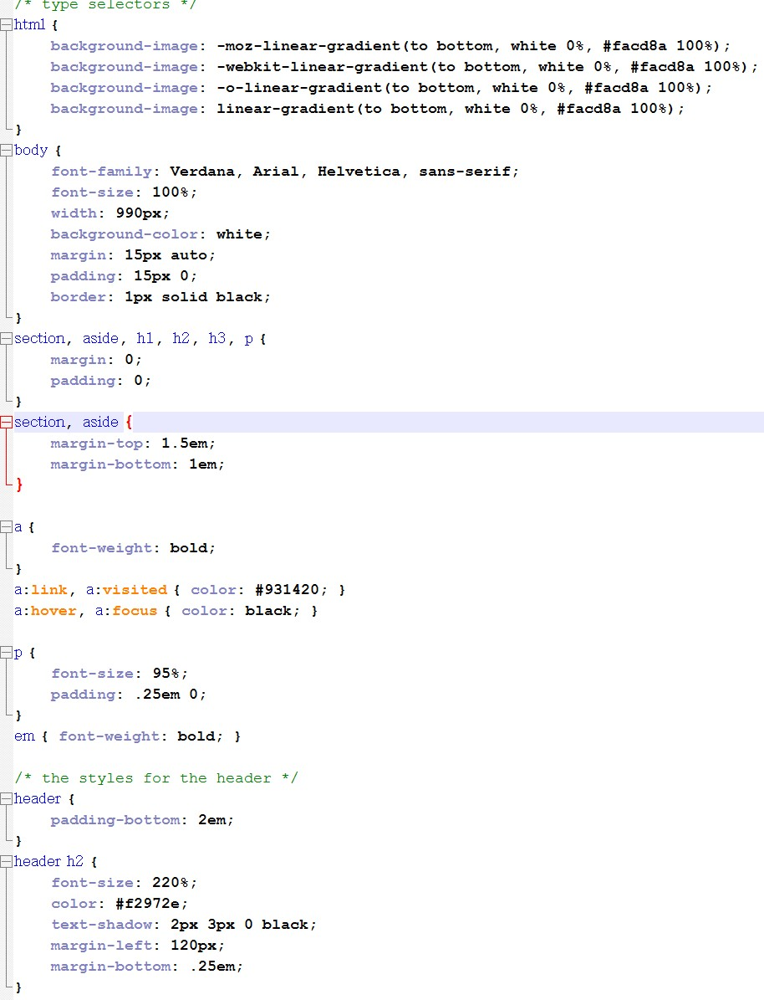 /* type selectors */
html {
    background-image: -moz-linear-gradient(to bottom, white 0%, #facd8a 100%);
    background-image: -webkit-linear-gradient(to bottom, white 0%, #facd8a 100%);
    background-image: -o-linear-gradient(to bottom, white 0%, #facd8a 100%);
    background-image: linear-gradient(to bottom, white 0%, #facd8a 100%);
}
body {
    font-family: Verdana, Arial, Helvetica, sans-serif;
    font-size: 100%;
    width: 990px;
    background-color: white;
    margin: 15px auto;
    padding: 15px 0;
    border: 1px solid black;
}
section, aside, h1, h2, h3, p {
    margin: 0;
    padding: 0;
}
section, aside {
    margin-top: 1.5em;
    margin-bottom: 1em;
}

a {
    font-weight: bold;
}
a:link, a:visited { color: #931420; }
a:hover, a:focus { color: black; }

p {
    font-size: 95%;
    padding: .25em 0;
}
em { font-weight: bold; }

/* the styles for the header */
header {
    padding-bottom: 2em;
}
header h2 {
    font-size: 220%;
    color: #f2972e;
    text-shadow: 2px 3px 0 black;
    margin-left: 120px;
    margin-bottom: .25em;
}